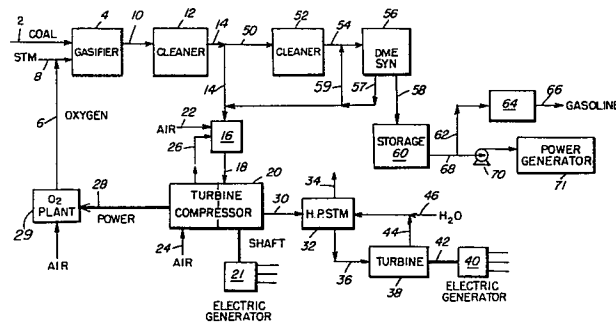 2 COAL
STM 8
4 GASIFIER
10
12 CLEANER
14
50
52 CLEANER
54
56 DME SYN
57
58
59
14
AIR 22
16
26
18
6 OXYGEN
STORAGE 60
62
64
66
GASOLINE
68
70
POWER GENERATOR 71
O2 PLANT
29
AIR
28
POWER
20
TURBINE COMPRESSOR
24
AIR
SHAFT
21
ELECTRIC GENERATOR
30
34
H.P.STM
32
36
46
H2O
44
TURBINE
38
42
40
ELECTRIC GENERATOR